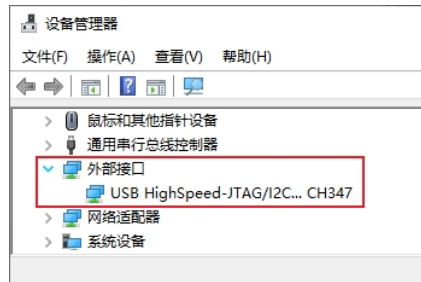 设备管理器
文件(F) 操作(A) 查看(V) 帮助(H)
鼠标和其他指针设备
通用串行总线控制器
外部接口
USB HighSpeed-JTAG/I2C... CH347
网络适配器
系统设备